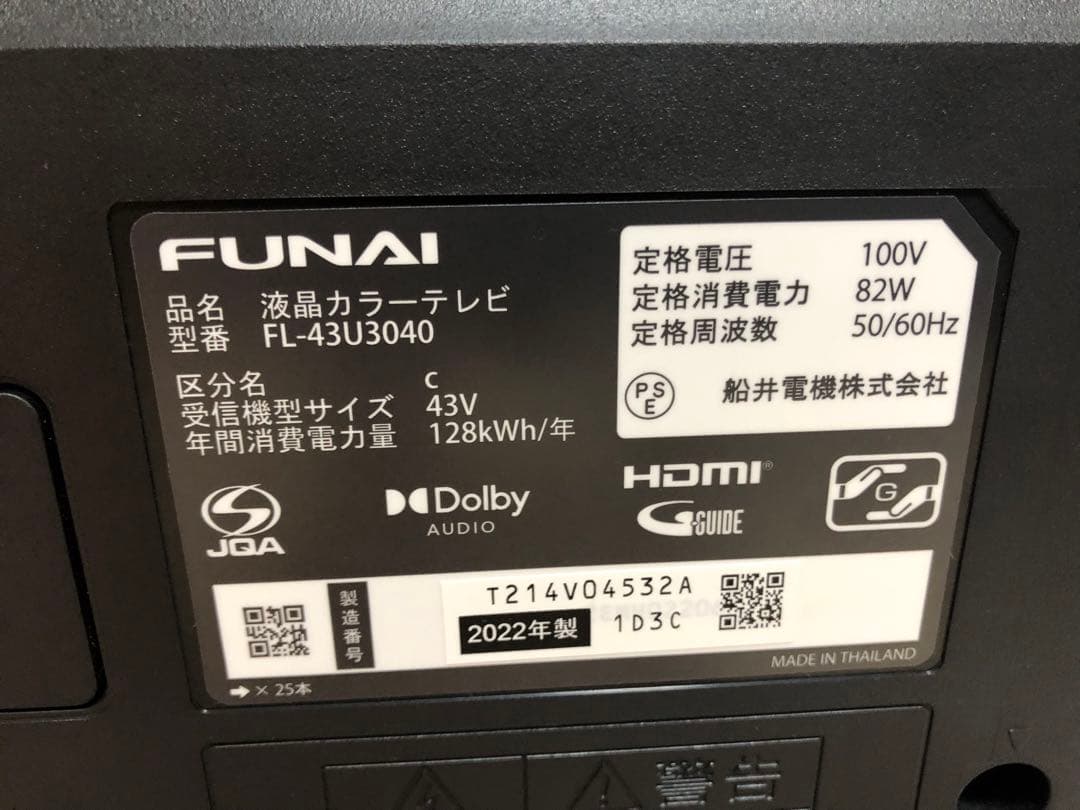 FUNAI
品名 液晶カラーテレビ
型番 FL-43U3040
区分名 C
受信機型サイズ 43V
年間消費電力量 128kWh/年
定格電圧 100V
定格消費電力 82W
定格周波数 50/60Hz
PSE 船井電機株式会社
JQA
Dolby
AUDIO
HDMI®
G-GUIDE
G
製造番号
T214V04532A
2022年製 1D3C
MADE IN THAILAND
➔ × 25本
警告